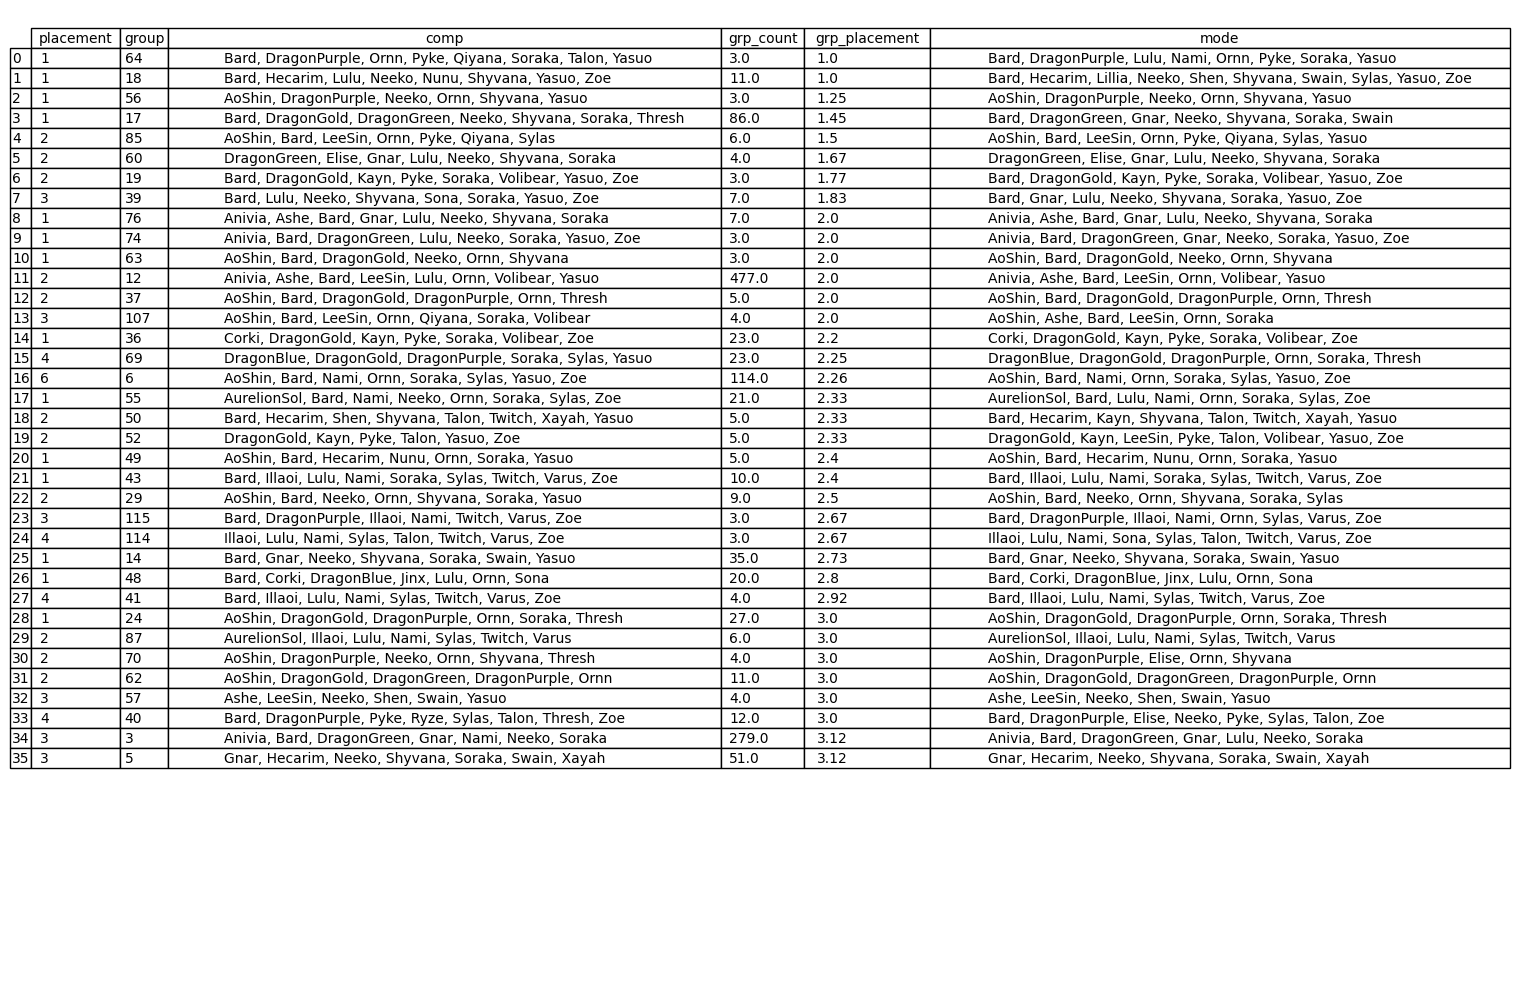 placement group comp grp_count grp_placement mode
0 1 64 Bard, DragonPurple, Ornn, Pyke, Qiyana, Soraka, Talon, Yasuo 3.0 1.0 Bard, DragonPurple, Lulu, Nami, Ornn, Pyke, Soraka, Yasuo
1 1 18 Bard, Hecarim, Lulu, Neeko, Nunu, Shyvana, Yasuo, Zoe 11.0 1.0 Bard, Hecarim, Lillia, Neeko, Shen, Shyvana, Swain, Sylas, Yasuo, Zoe
2 1 56 AoShin, DragonPurple, Neeko, Ornn, Shyvana, Yasuo 3.0 1.25 AoShin, DragonPurple, Neeko, Ornn, Shyvana, Yasuo
3 1 17 Bard, DragonGold, DragonGreen, Neeko, Shyvana, Soraka, Thresh 86.0 1.45 Bard, DragonGreen, Gnar, Neeko, Shyvana, Soraka, Swain
4 2 85 AoShin, Bard, LeeSin, Ornn, Pyke, Qiyana, Sylas 6.0 1.5 AoShin, Bard, LeeSin, Ornn, Pyke, Qiyana, Sylas, Yasuo
5 2 60 DragonGreen, Elise, Gnar, Lulu, Neeko, Shyvana, Soraka 4.0 1.67 DragonGreen, Elise, Gnar, Lulu, Neeko, Shyvana, Soraka
6 2 19 Bard, DragonGold, Kayn, Pyke, Soraka, Volibear, Yasuo, Zoe 3.0 1.77 Bard, DragonGold, Kayn, Pyke, Soraka, Volibear, Yasuo, Zoe
7 3 39 Bard, Lulu, Neeko, Shyvana, Sona, Soraka, Yasuo, Zoe 7.0 1.83 Bard, Gnar, Lulu, Neeko, Shyvana, Soraka, Yasuo, Zoe
8 1 76 Anivia, Ashe, Bard, Gnar, Lulu, Neeko, Shyvana, Soraka 7.0 2.0 Anivia, Ashe, Bard, Gnar, Lulu, Neeko, Shyvana, Soraka
9 1 74 Anivia, Bard, DragonGreen, Lulu, Neeko, Soraka, Yasuo, Zoe 3.0 2.0 Anivia, Bard, DragonGreen, Gnar, Neeko, Soraka, Yasuo, Zoe
10 1 63 AoShin, Bard, DragonGold, Neeko, Ornn, Shyvana 3.0 2.0 AoShin, Bard, DragonGold, Neeko, Ornn, Shyvana
11 2 12 Anivia, Ashe, Bard, LeeSin, Lulu, Ornn, Volibear, Yasuo 477.0 2.0 Anivia, Ashe, Bard, LeeSin, Ornn, Volibear, Yasuo
12 2 37 AoShin, Bard, DragonGold, DragonPurple, Ornn, Thresh 5.0 2.0 AoShin, Bard, DragonGold, DragonPurple, Ornn, Thresh
13 3 107 AoShin, Bard, LeeSin, Ornn, Qiyana, Soraka, Volibear 4.0 2.0 AoShin, Ashe, Bard, LeeSin, Ornn, Soraka
14 1 36 Corki, DragonGold, Kayn, Pyke, Soraka, Volibear, Zoe 23.0 2.2 Corki, DragonGold, Kayn, Pyke, Soraka, Volibear, Zoe
15 4 69 DragonBlue, DragonGold, DragonPurple, Soraka, Sylas, Yasuo 23.0 2.25 DragonBlue, DragonGold, DragonPurple, Ornn, Soraka, Thresh
16 6 6 AoShin, Bard, Nami, Ornn, Soraka, Sylas, Yasuo, Zoe 114.0 2.26 AoShin, Bard, Nami, Ornn, Soraka, Sylas, Yasuo, Zoe
17 1 55 AurelionSol, Bard, Nami, Neeko, Ornn, Soraka, Sylas, Zoe 21.0 2.33 AurelionSol, Bard, Lulu, Nami, Ornn, Soraka, Sylas, Zoe
18 2 50 Bard, Hecarim, Shen, Shyvana, Talon, Twitch, Xayah, Yasuo 5.0 2.33 Bard, Hecarim, Kayn, Shyvana, Talon, Twitch, Xayah, Yasuo
19 2 52 DragonGold, Kayn, Pyke, Talon, Yasuo, Zoe 5.0 2.33 DragonGold, Kayn, LeeSin, Pyke, Talon, Volibear, Yasuo, Zoe
20 1 49 AoShin, Bard, Hecarim, Nunu, Ornn, Soraka, Yasuo 5.0 2.4 AoShin, Bard, Hecarim, Nunu, Ornn, Soraka, Yasuo
21 1 43 Bard, Illaoi, Lulu, Nami, Soraka, Sylas, Twitch, Varus, Zoe 10.0 2.4 Bard, Illaoi, Lulu, Nami, Soraka, Sylas, Twitch, Varus, Zoe
22 2 29 AoShin, Bard, Neeko, Ornn, Shyvana, Soraka, Yasuo 9.0 2.5 AoShin, Bard, Neeko, Ornn, Shyvana, Soraka, Sylas
23 3 115 Bard, DragonPurple, Illaoi, Nami, Twitch, Varus, Zoe 3.0 2.67 Bard, DragonPurple, Illaoi, Nami, Ornn, Sylas, Varus, Zoe
24 4 114 Illaoi, Lulu, Nami, Sylas, Talon, Twitch, Varus, Zoe 3.0 2.67 Illaoi, Lulu, Nami, Sona, Sylas, Talon, Twitch, Varus, Zoe
25 1 14 Bard, Gnar, Neeko, Shyvana, Soraka, Swain, Yasuo 35.0 2.73 Bard, Gnar, Neeko, Shyvana, Soraka, Swain, Yasuo
26 1 48 Bard, Corki, DragonBlue, Jinx, Lulu, Ornn, Sona 20.0 2.8 Bard, Corki, DragonBlue, Jinx, Lulu, Ornn, Sona
27 4 41 Bard, Illaoi, Lulu, Nami, Sylas, Twitch, Varus, Zoe 4.0 2.92 Bard, Illaoi, Lulu, Nami, Sylas, Twitch, Varus, Zoe
28 1 24 AoShin, DragonGold, DragonPurple, Ornn, Soraka, Thresh 27.0 3.0 AoShin, DragonGold, DragonPurple, Ornn, Soraka, Thresh
29 2 87 AurelionSol, Illaoi, Lulu, Nami, Sylas, Twitch, Varus 6.0 3.0 AurelionSol, Illaoi, Lulu, Nami, Sylas, Twitch, Varus
30 2 70 AoShin, DragonPurple, Neeko, Ornn, Shyvana, Thresh 4.0 3.0 AoShin, DragonPurple, Elise, Ornn, Shyvana
31 2 62 AoShin, DragonGold, DragonGreen, DragonPurple, Ornn 11.0 3.0 AoShin, DragonGold, DragonGreen, DragonPurple, Ornn
32 3 57 Ashe, LeeSin, Neeko, Shen, Swain, Yasuo 4.0 3.0 Ashe, LeeSin, Neeko, Shen, Swain, Yasuo
33 4 40 Bard, DragonPurple, Pyke, Ryze, Sylas, Talon, Thresh, Zoe 12.0 3.0 Bard, DragonPurple, Elise, Neeko, Pyke, Sylas, Talon, Zoe
34 3 3 Anivia, Bard, DragonGreen, Gnar, Nami, Neeko, Soraka 279.0 3.12 Anivia, Bard, DragonGreen, Gnar, Lulu, Neeko, Soraka
35 3 5 Gnar, Hecarim, Neeko, Shyvana, Soraka, Swain, Xayah 51.0 3.12 Gnar, Hecarim, Neeko, Shyvana, Soraka, Swain, Xayah